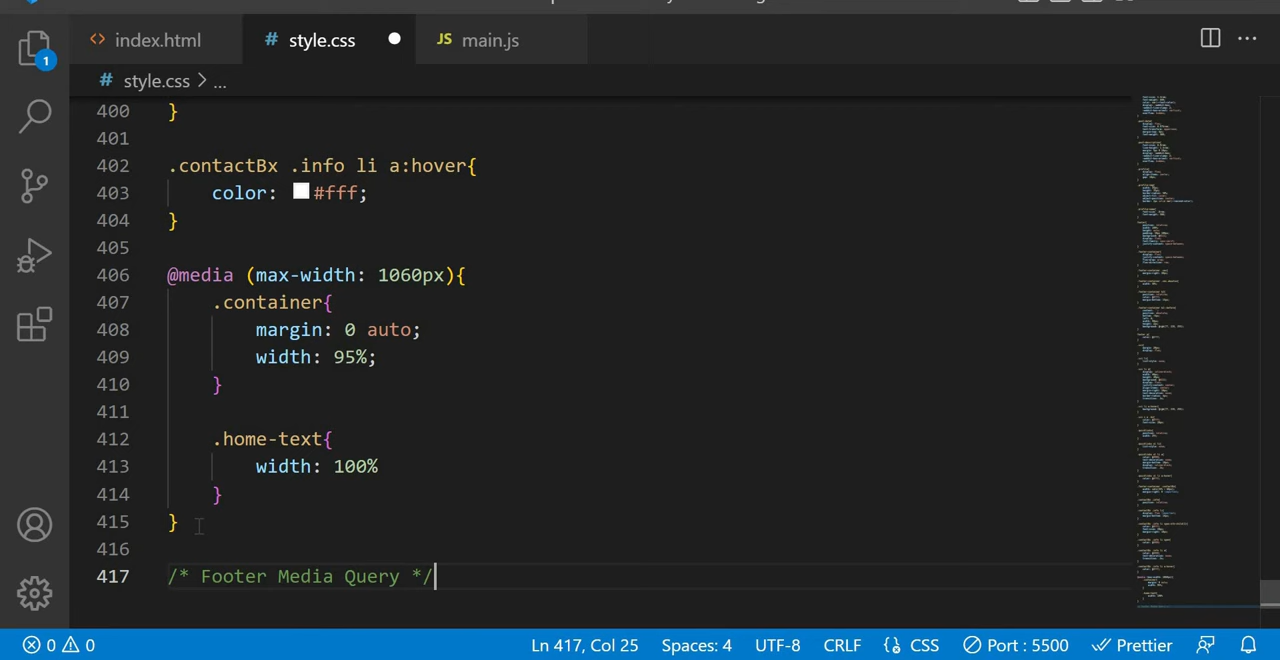 index.html
# style.css
JS main.js
1
# style.css > ...
400 }
401
402 .contactBx .info li a:hover{
403 color: #fff;
404 }
405
406 @media (max-width: 1060px){
407 .container{
408 margin: 0 auto;
409 width: 95%;
410 }
411
412 .home-text{
413 width: 100%
414 }
415 }
416
417 /* Footer Media Query */
0 0 Ln 417, Col 25 Spaces: 4 UTF-8 CRLF {} CSS Port : 5500 Prettier